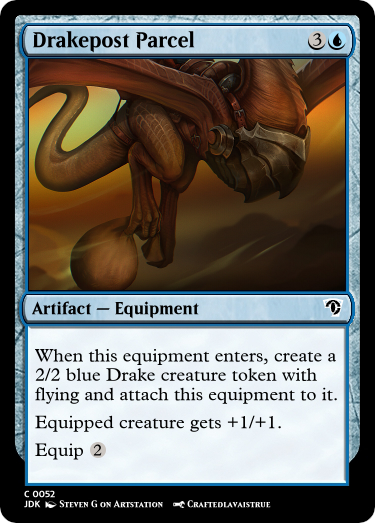 Drakepost Parcel 3
Artifact — Equipment
When this equipment enters, create a
2/2 blue Drake creature token with
flying and attach this equipment to it.
Equipped creature gets +1/+1.
Equip 2
C 0052
JDK Steven G on Artstation Craftedlavaistrue